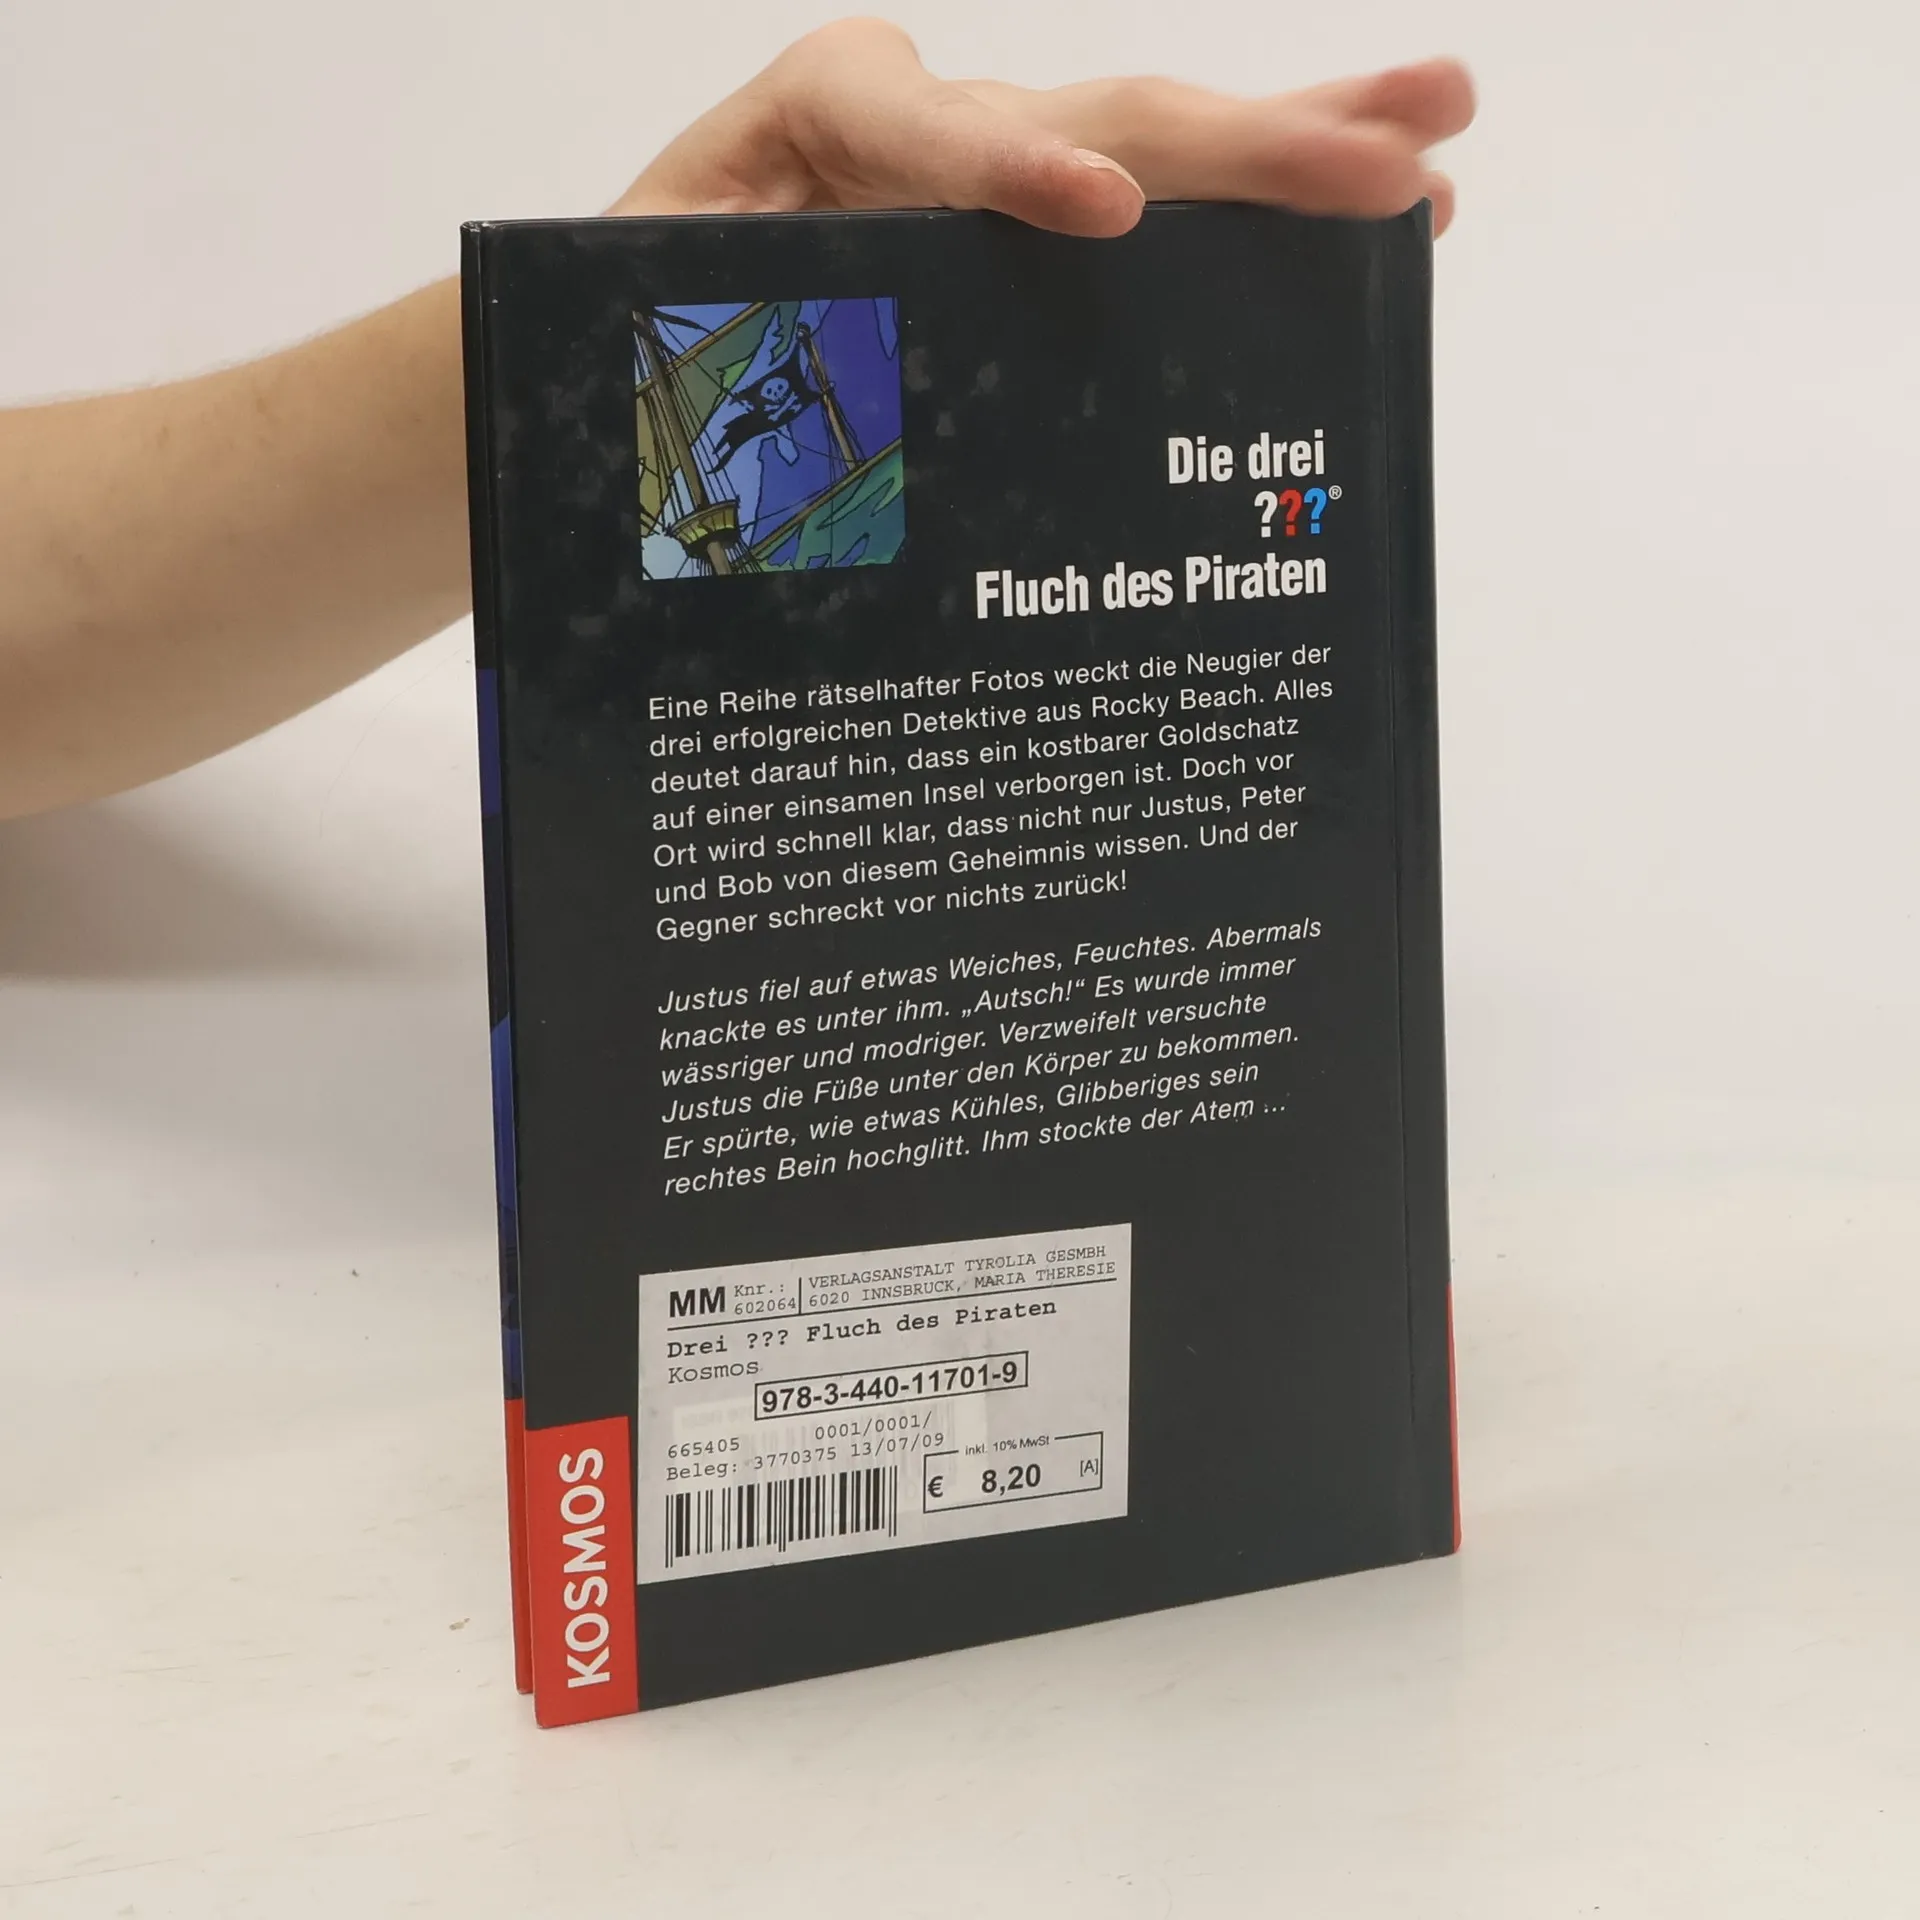 Die drei
???®
Fluch des Piraten
Eine Reihe rätselhafter Fotos weckt die Neugier der
drei erfolgreichen Detektive aus Rocky Beach. Alles
deutet darauf hin, dass ein kostbarer Goldschatz
auf einer einsamen Insel verborgen ist. Doch vor
Ort wird schnell klar, dass nicht nur Justus, Peter
und Bob von diesem Geheimnis wissen. Und der
Gegner schreckt vor nichts zurück!
Justus fiel auf etwas Weiches, Feuchtes. Abermals
knackte es unter ihm. „Autsch!“ Es wurde immer
wässriger und modriger. Verzweifelt versuchte
Justus die Füße unter den Körper zu bekommen.
Er spürte, wie etwas Kühles, Glibberiges sein
rechtes Bein hochglitt. Ihm stockte der Atem ...
MM Knr.: VERLAGSANSTALT TYROLIA GESMBH
602064 6020 INNSBRUCK, MARIA THERESIE
Drei ??? Fluch des Piraten
Kosmos
978-3-440-11701-9
665405 0001/0001/
Beleg: 3770375 13/07/09
inkl. 10% MwSt
€ 8,20 [A]
KOSMOS